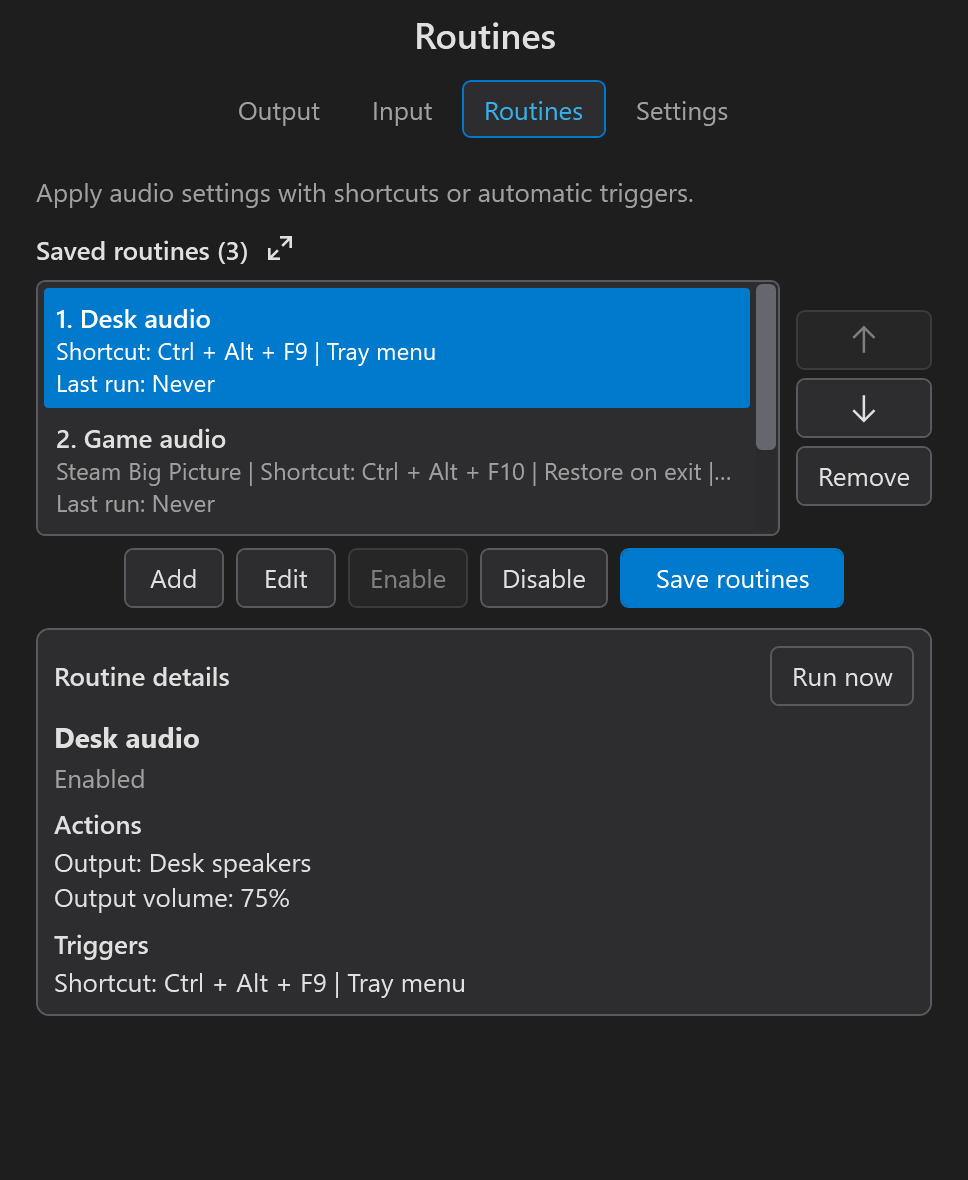 Routines
Output Input Routines Settings
Apply audio settings with shortcuts or automatic triggers.
Saved routines (3)
1. Desk audio
Shortcut: Ctrl + Alt + F9 | Tray menu
Last run: Never
2. Game audio
Steam Big Picture | Shortcut: Ctrl + Alt + F10 | Restore on exit |...
Last run: Never
Remove
Add Edit Enable Disable Save routines
Routine details Run now
Desk audio
Enabled
Actions
Output: Desk speakers
Output volume: 75%
Triggers
Shortcut: Ctrl + Alt + F9 | Tray menu